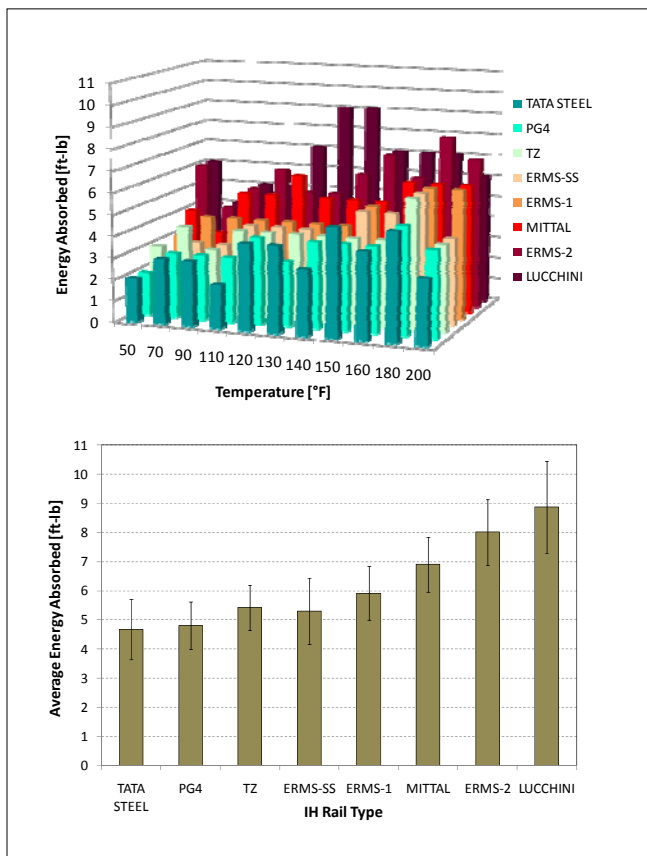 11
10
9
8
7
6
5
4
3
2
1
0
Energy Absorbed [ft-lb]
50 70 90 110 120 130 140 150 160 180 200
Temperature [°F]
TATA STEEL
PG4
TZ
ERMS-SS
ERMS-1
MITTAL
ERMS-2
LUCCHINI
11
10
9
8
7
6
5
4
3
2
1
0
Average Energy Absorbed [ft-lb]
TATA STEEL PG4 TZ ERMS-SS ERMS-1 MITTAL ERMS-2 LUCCHINI
IH Rail Type